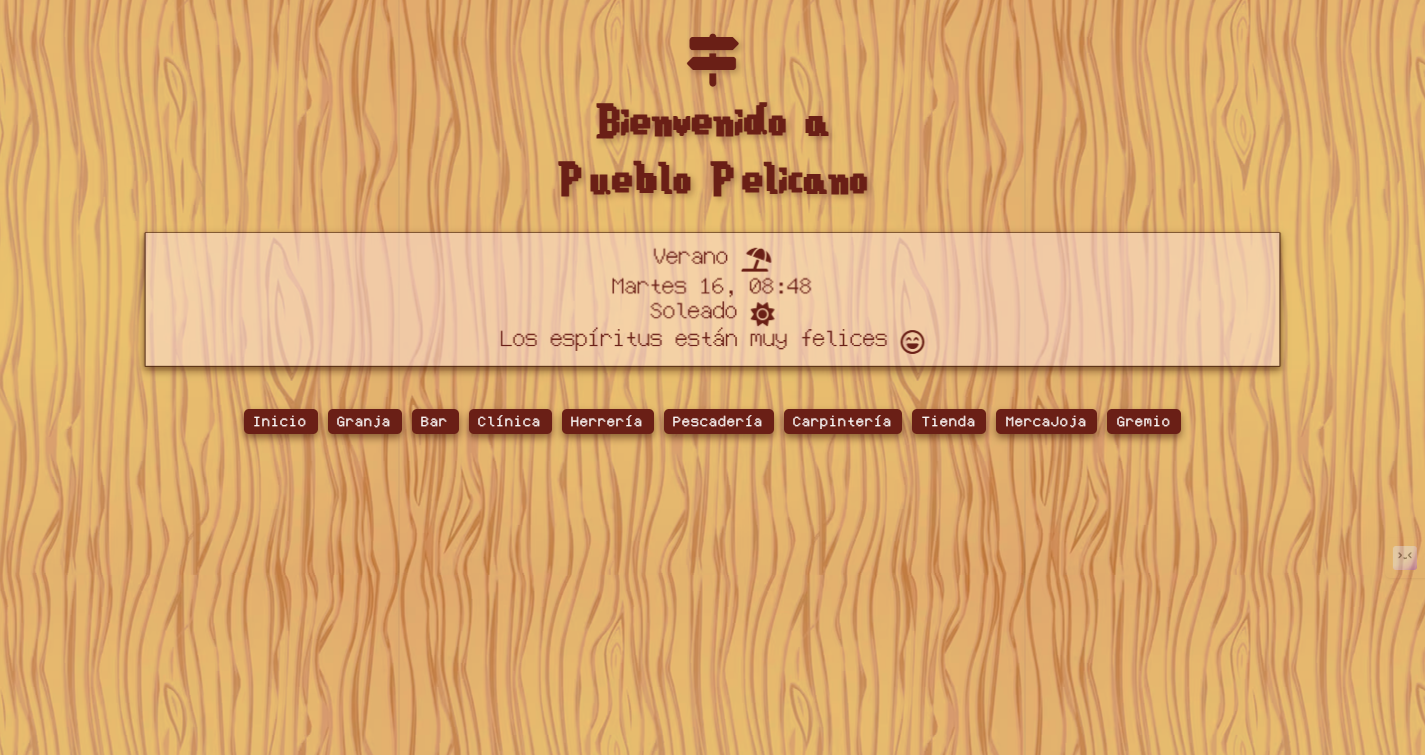 Bienvenido a
Pueblo Pelicano
Verano
Martes 16, 08:48
Soleado
Los espíritus están muy felices
Inicio Granja Bar Clínica Herrería Pescadería Carpintería Tienda MercaJoja Gremio
>_<